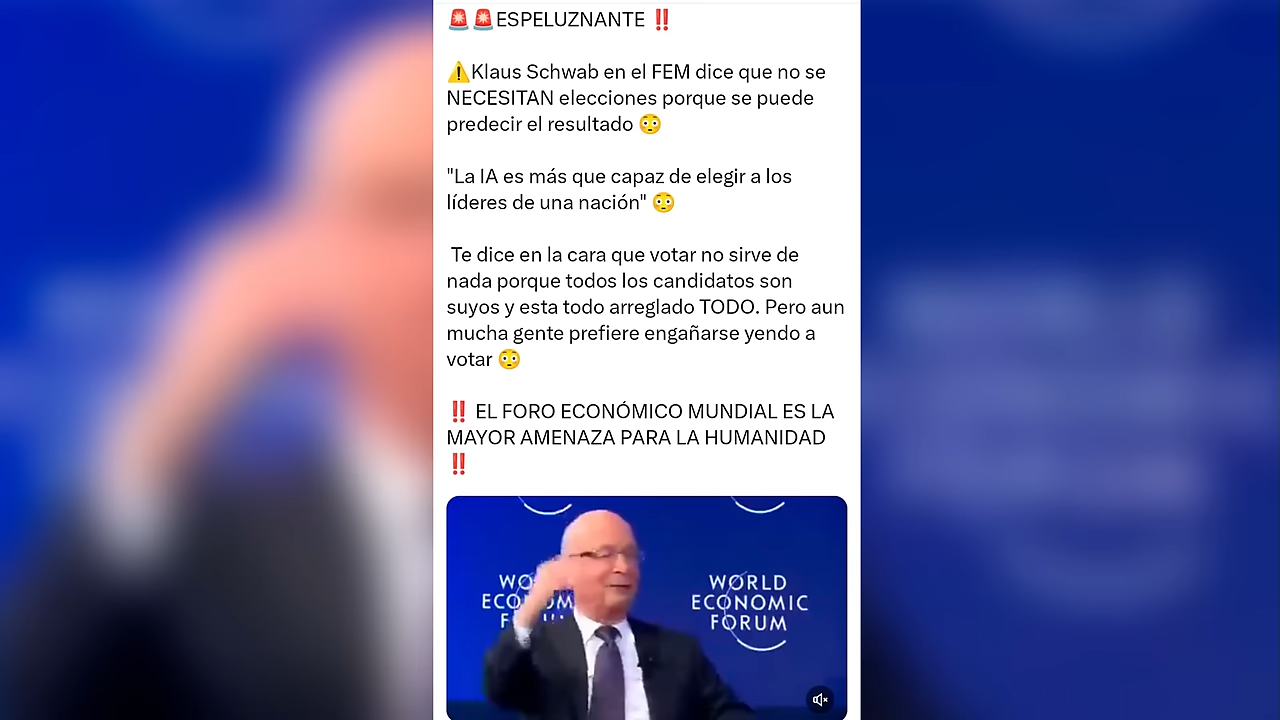 🚨🚨ESPELUZNANTE ‼️
⚠️Klaus Schwab en el FEM dice que no se
NECESITAN elecciones porque se puede
predecir el resultado 😳
"La IA es más que capaz de elegir a los
líderes de una nación" 😳
Te dice en la cara que votar no sirve de
nada porque todos los candidatos son
suyos y esta todo arreglado TODO. Pero aun
mucha gente prefiere engañarse yendo a
votar 😳
‼️ EL FORO ECONÓMICO MUNDIAL ES LA
MAYOR AMENAZA PARA LA HUMANIDAD
‼️
WORLD
ECONOMIC
FORUM